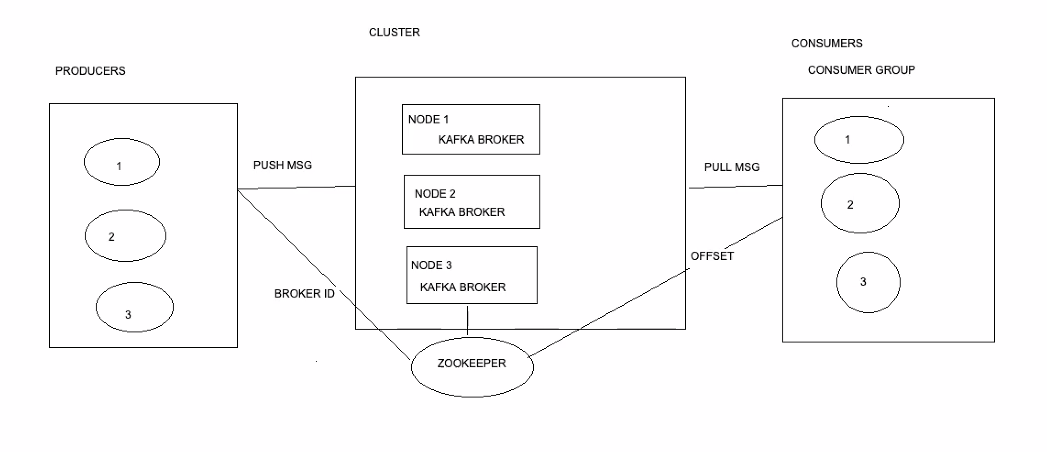 CLUSTER
CONSUMERS
PRODUCERS
CONSUMER GROUP
NODE 1
KAFKA BROKER
1
1
PUSH MSG
PULL MSG
NODE 2
KAFKA BROKER
2
2
NODE 3
KAFKA BROKER
OFFSET
BROKER ID
3
3
ZOOKEEPER